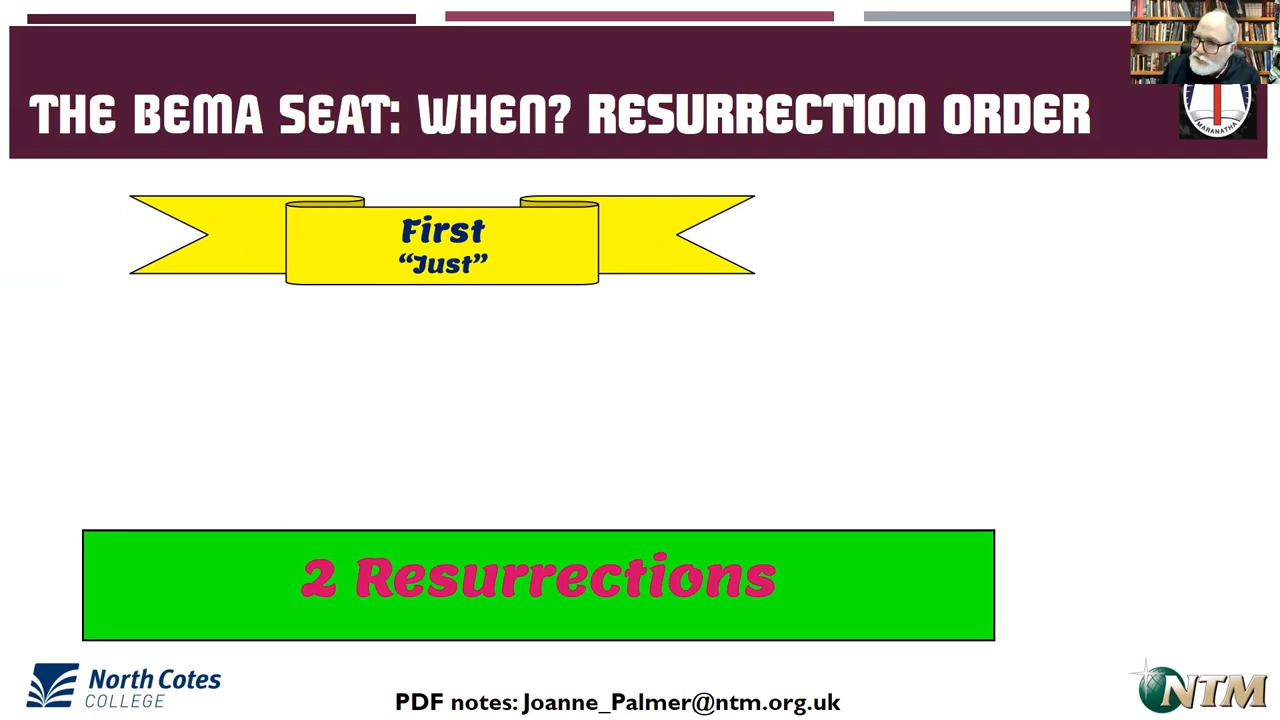 THE BEMA SEAT: WHEN? RESURRECTION ORDER
MARANATHA
First
“Just”
2 Resurrections
North Cotes
COLLEGE
PDF notes: Joanne_Palmer@ntm.org.uk
NTM